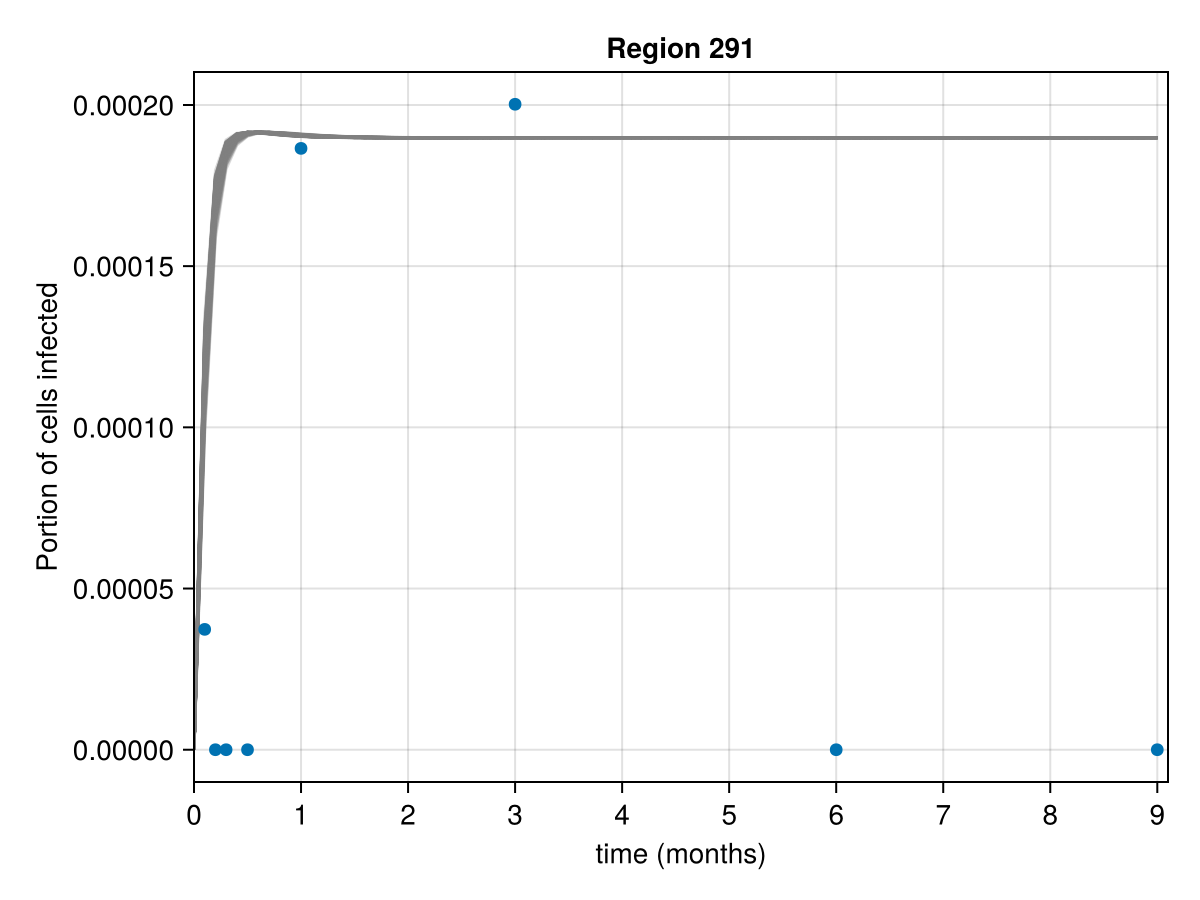 Region 291
Portion of cells infected
0.00020
0.00015
0.00010
0.00005
0.00000
0 1 2 3 4 5 6 7 8 9
time (months)